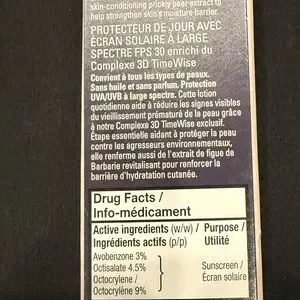 skin-conditioning prickly pear extract to
help strengthen skin's moisture barrier.
PROTECTEUR DE JOUR AVEC
ÉCRAN SOLAIRE À LARGE
SPECTRE FPS 30 enrichi du
Complexe 3D TimeWise
Convient à tous les types de peaux.
Sans huile et sans parfum. Protection
UVA/UVB à large spectre. Cette lotion
quotidienne aide à réduire les signes visibles
du vieillissement prématuré de la peau grâce
à notre Complexe 3D TimeWise exclusif.
Étape essentielle aidant à protéger la peau
contre les agresseurs environnementaux,
elle renferme aussi de l'extrait de figue de
Barbarie revitalisant pour renforcer la
barrière d'hydratation cutanée.
Drug Facts /
Info-médicament
Active ingredients (w/w) / Purpose /
Ingrédients actifs (p/p) Utilité
Avobenzone 3%
Octisalate 4.5% Sunscreen /
Octocrylene / Écran solaire
Octocrylène 9%